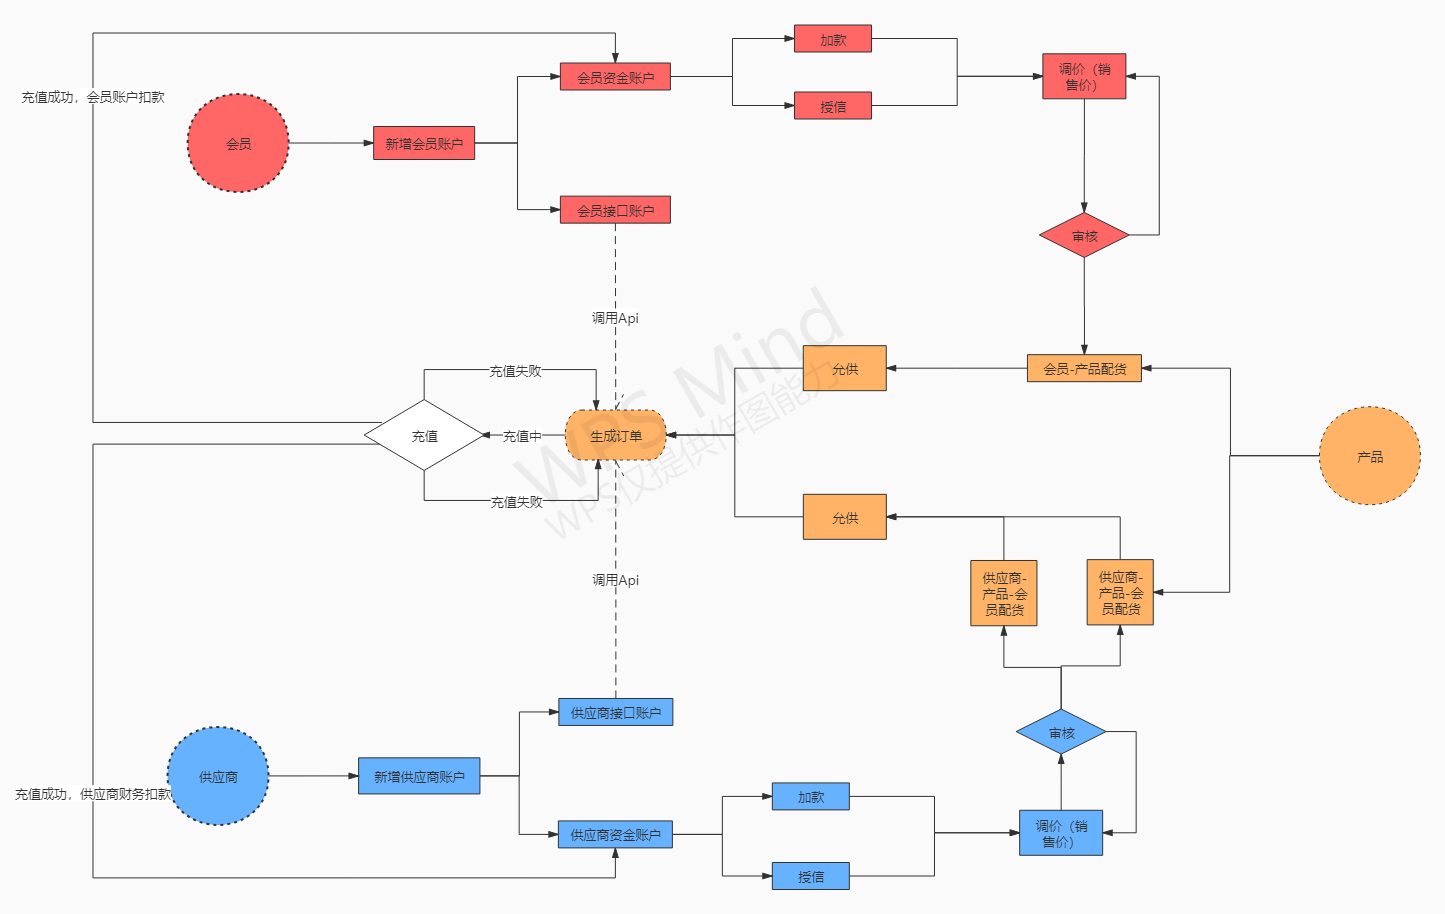 加款
会员资金账户
调价（销
售价）
充值成功，会员账户扣款
授信
会员
新增会员账户
会员接口账户
审核
调用Api
WPS Mind
WPS仅提供作图能力
充值失败
允供
会员-产品配货
充值
充值中
生成订单
产品
充值失败
允供
调用Api
供应商-
产品-会
员配货
供应商-
产品-会
员配货
供应商接口账户
审核
供应商
新增供应商账户
充值成功，供应商财务扣款
加款
供应商资金账户
调价（销
售价）
授信